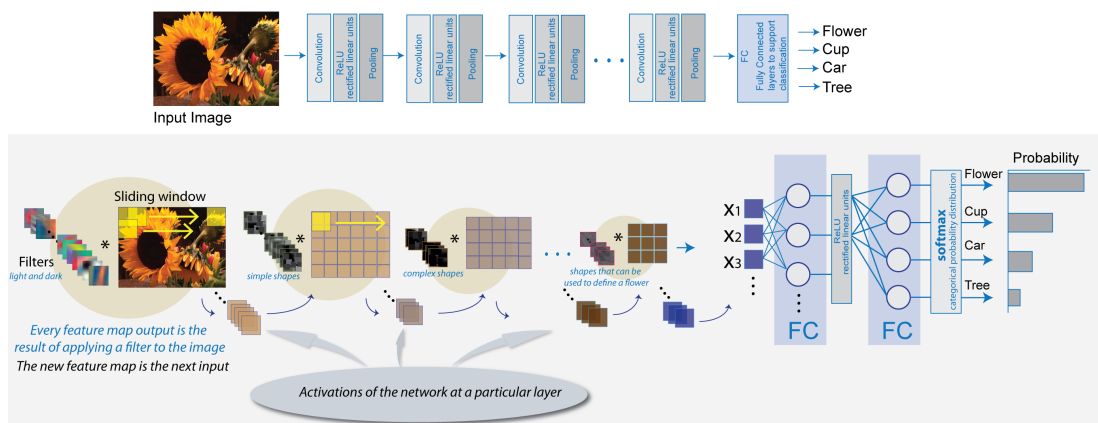 Input Image
Convolution
ReLU
rectified linear units
Pooling
Convolution
ReLU
rectified linear units
Pooling
Convolution
ReLU
rectified linear units
Pooling
Convolution
ReLU
rectified linear units
Pooling
FC
Fully Connected
layers to support
classification
Flower
Cup
Car
Tree
Sliding window
Filters
light and dark
*
simple shapes
*
complex shapes
*
shapes that can be
used to define a flower
*
X1
X2
X3
FC
ReLU
rectified linear units
FC
softmax
categorical probability distribution
Probability
Flower
Cup
Car
Tree
Every feature map output is the
result of applying a filter to the image
The new feature map is the next input
Activations of the network at a particular layer